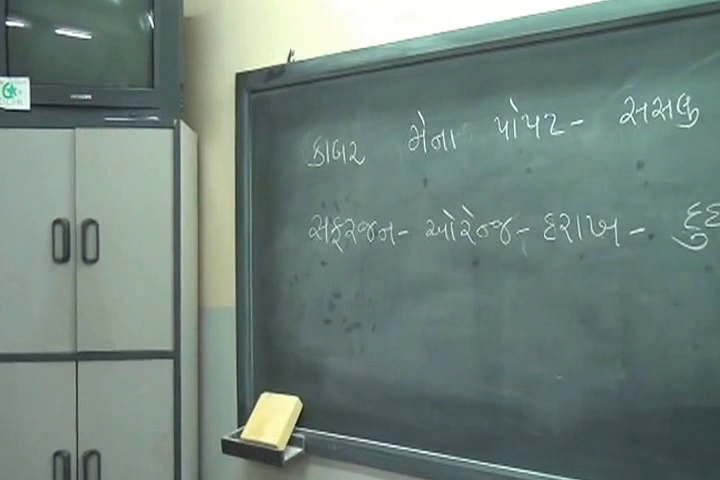 કાબર મેના પોપટ - સસલુ
સફરજન - ઓરેન્જ - દરાખ -